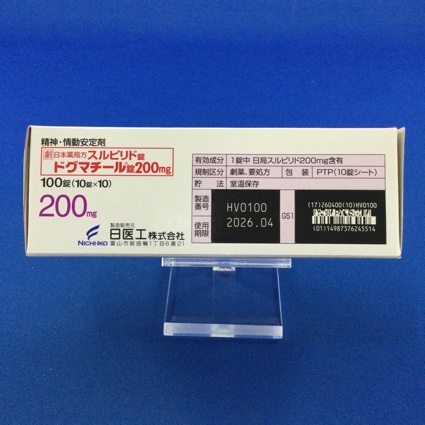 精神・情動安定剤
劇 日本薬局方 スルピリド錠
ドグマチール錠200mg
100錠(10錠×10)
200mg
製造販売元
NICHI-IKO
日医工株式会社
富山市総曲輪1丁目6番21
有効成分 1錠中 日局スルピリド200mg含有
規制区分 劇薬、処方箋 包装 PTP(10錠シート)
貯法 室温保存
製造番号 HV0100
使用期限 2026.04
GS1
(17)260400(10)HV0100
(01)14987376245514